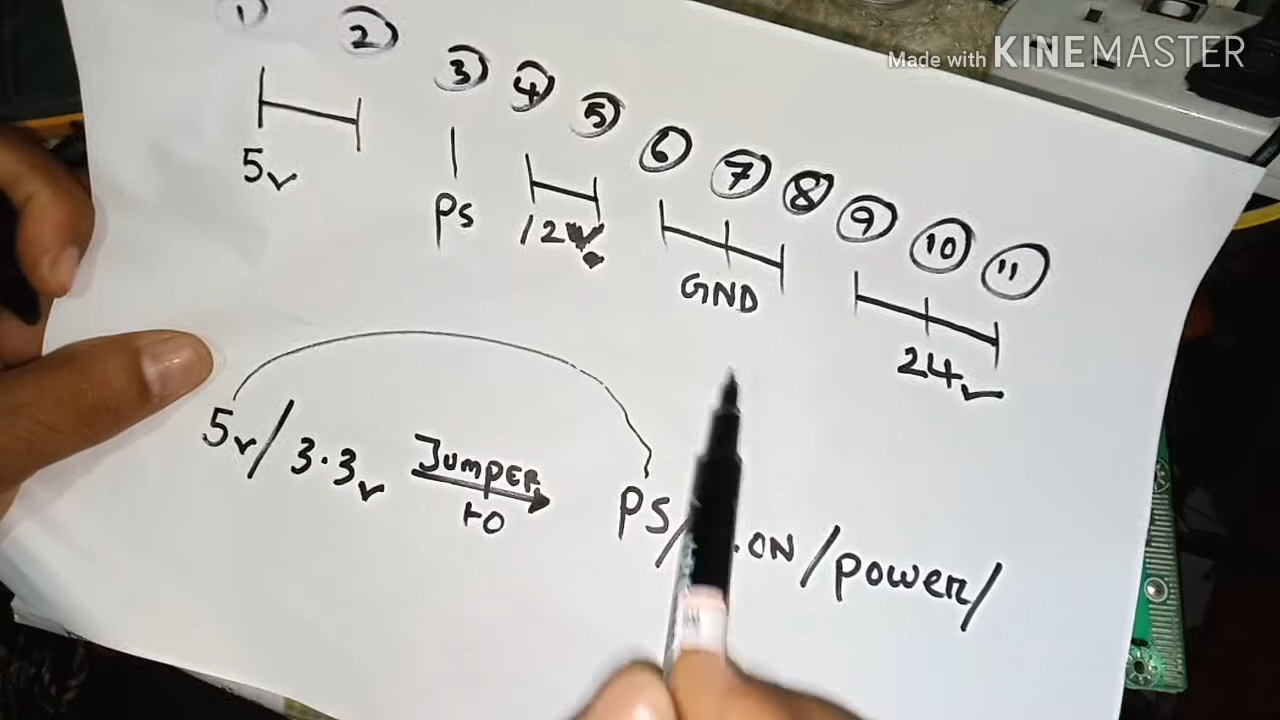 Made with KINEMASTER
① ② ③ ④ ⑤ ⑥ ⑦ ⑧ ⑨ ⑩ ⑪
5v PS 12v GND 24v
5v/3.3v JUMPER to PS/ .ON/power/